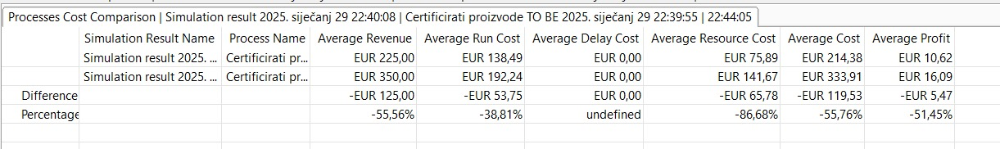 Processes Cost Comparison | Simulation result 2025. siječanj 29 22:40:08 | Certificirati proizvode TO BE 2025. siječanj 29 22:39:55 | 22:44:05
Simulation Result Name Process Name Average Revenue Average Run Cost Average Delay Cost Average Resource Cost Average Cost Average Profit
Simulation result 2025. ... Certificirati pr... EUR 225,00 EUR 138,49 EUR 0,00 EUR 75,89 EUR 214,38 EUR 10,62
Simulation result 2025. ... Certificirati pr... EUR 350,00 EUR 192,24 EUR 0,00 EUR 141,67 EUR 333,91 EUR 16,09
Difference -EUR 125,00 -EUR 53,75 EUR 0,00 -EUR 65,78 -EUR 119,53 -EUR 5,47
Percentage -55,56% -38,81% undefined -86,68% -55,76% -51,45%